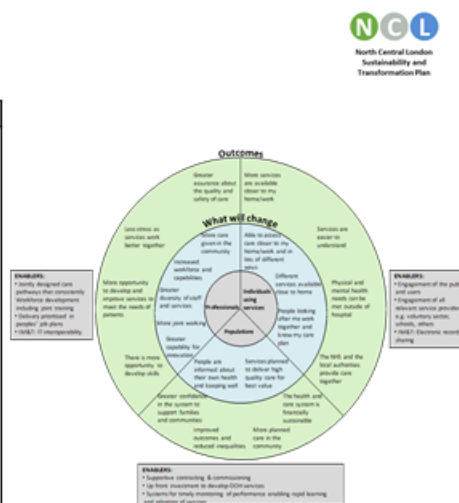 NCL
North Central London
Sustainability and
Transformation Plan
Outcomes
Greater
assurance about
the quality and
safety of care
More services
are available
closer to my
home/work
Less stress as
services work
better together
Services are
easier to
understand
What will change
More care
given in the
community
Able to access
care closer to my
home/work and in
lots of different
ways
Increased
workforce and
capabilities
Different
services available
close to home
Greater
diversity of staff
and services
More joint working
Greater
capability for
innovation
People looking
after me work
together and
know my care
plan
Professionals
Individuals
using
services
Populations
People are
informed about
their own health
and keeping well
Services planned
to deliver high
quality care for
best value
More opportunity
to develop and
improve services to
meet the needs of
patients
Physical and
mental health
needs can be
met outside of
hospital
There is more
opportunity to
develop skills
The NHS and the
local authorities
provide care
together
Greater confidence
in the system to
support families
and communities
The health and
care system is
financially
sustainable
Improved
outcomes and
reduced inequalities
More planned
care in the
community
ENABLERS:
• Jointly designed care
pathways that consistently
Workforce development
including joint training
• Delivery prioritised in
peoples' job plans
• IM&T: IT interoperability
ENABLERS:
• Engagement of the
and users
• Engagement of all
relevant service
e.g. voluntary sector,
schools, others
• IM&T: Electronic
sharing
ENABLERS:
• Supportive contracting & commissioning
• Up front investment to develop OOH services
• Systems for timely monitoring of performance enabling rapid learning
and adoption of services